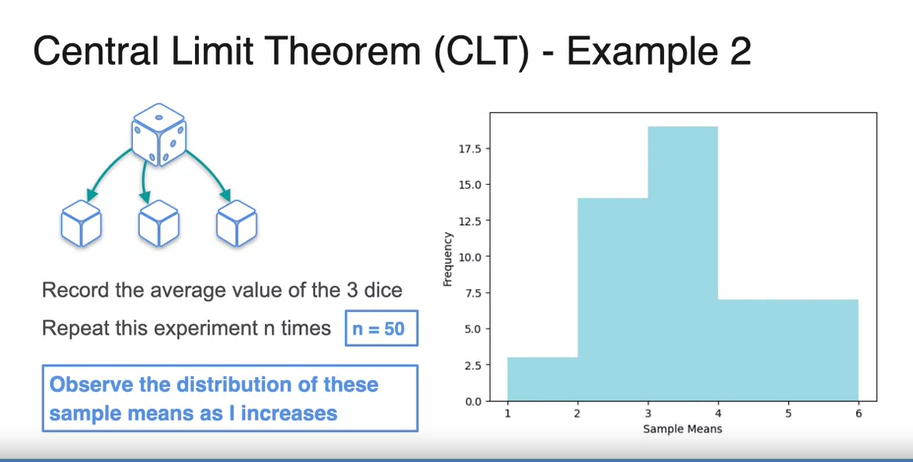 Central Limit Theorem (CLT) - Example 2
Record the average value of the 3 dice
Repeat this experiment n times n = 50
Observe the distribution of these
sample means as I increases
Frequency
17.5
15.0
12.5
10.0
7.5
5.0
2.5
0.0
1 2 3 4 5 6
Sample Means